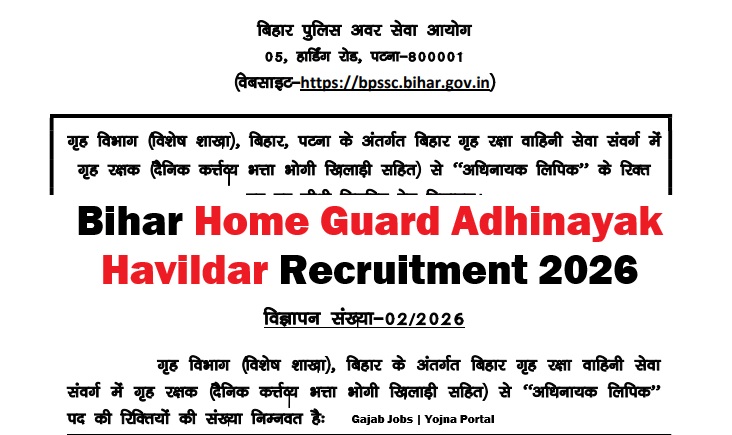 बिहार पुलिस अवर सेवा आयोग
05, हार्डिंग रोड, पटना-800001
(वेबसाइट-https://bpssc.bihar.gov.in)
गृह विभाग (विशेष शाखा), बिहार, पटना के अंतर्गत बिहार गृह रक्षा वाहिनी सेवा संवर्ग में
गृह रक्षक (दैनिक कर्त्तव्य भत्ता भोगी खिलाड़ी सहित) से “अधिनायक लिपिक” के रिक्त
Bihar Home Guard Adhinayak
Havildar Recruitment 2026
विज्ञापन संख्या-02/2026
गृह विभाग (विशेष शाखा), बिहार के अंतर्गत बिहार गृह रक्षा वाहिनी सेवा
संवर्ग में गृह रक्षक (दैनिक कर्त्तव्य भत्ता भोगी खिलाड़ी सहित) से “अधिनायक लिपिक”
पद की रिक्तियों की संख्या निम्नवत हैः Gajab Jobs | Yojna Portal